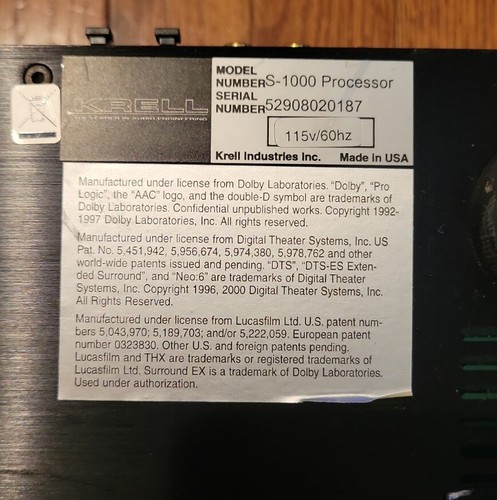 KRELL
THE LEADER IN AUDIO ENGINEERING
MODEL
NUMBER S-1000 Processor
SERIAL
NUMBER 52908020187
115v/60hz
Krell Industries Inc. Made in USA
Manufactured under license from Dolby Laboratories. "Dolby", "Pro
Logic", the "AAC" logo, and the double-D symbol are trademarks of
Dolby Laboratories. Confidential unpublished works. Copyright 1992-
1997 Dolby Laboratories, Inc. All rights reserved.
Manufactured under license from Digital Theater Systems, Inc. US
Pat. No. 5,451,942, 5,956,674, 5,974,380, 5,978,762 and other
world-wide patents issued and pending. "DTS", "DTS-ES Exten-
ded Surround", and "Neo:6" are trademarks of Digital Theater
Systems, Inc. Copyright 1996, 2000 Digital Theater Systems, Inc.
All Rights Reserved.
Manufactured under license from Lucasfilm Ltd. U.S. patent num-
bers 5,043,970; 5,189,703; and/or 5,222,059. European patent
number 0323830. Other U.S. and foreign patents pending.
Lucasfilm and THX are trademarks or registered trademarks of
Lucasfilm Ltd. Surround EX is a trademark of Dolby Laboratories.
Used under authorization.